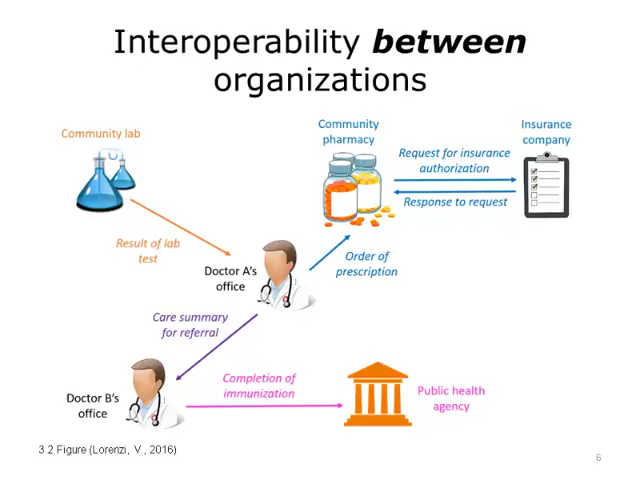 Interoperability between
organizations
Community lab
Community
pharmacy
Insurance
company
Request for insurance
authorization
Response to request
Result of lab
test
Doctor A's
office
Order of
prescription
Care summary
for referral
Doctor B's
office
Completion of
immunization
Public health
agency
3.2 Figure (Lorenzi, V., 2016)
6